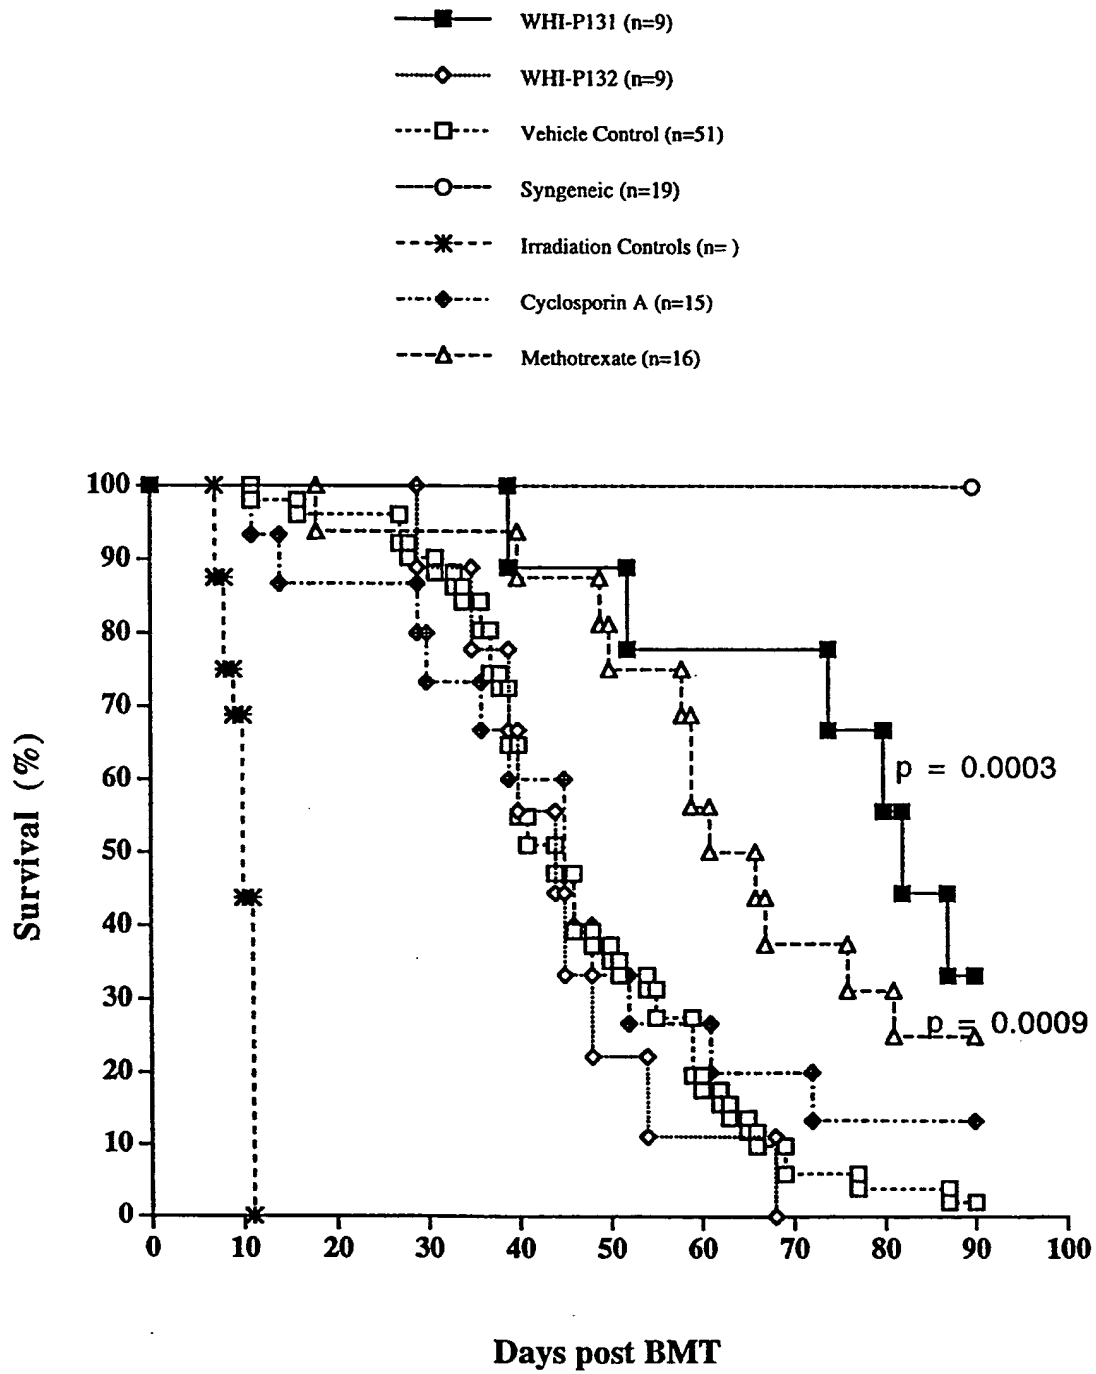 WHI-P131 (n=9)
WHI-P132 (n=9)
Vehicle Control (n=51)
Syngeneic (n=19)
Irradiation Controls (n= )
Cyclosporin A (n=15)
Methotrexate (n=16)
100
90
80
70
60
50
40
30
20
10
0
Survival (%)
p = 0.0003
p = 0.0009
0 10 20 30 40 50 60 70 80 90 100
Days post BMT